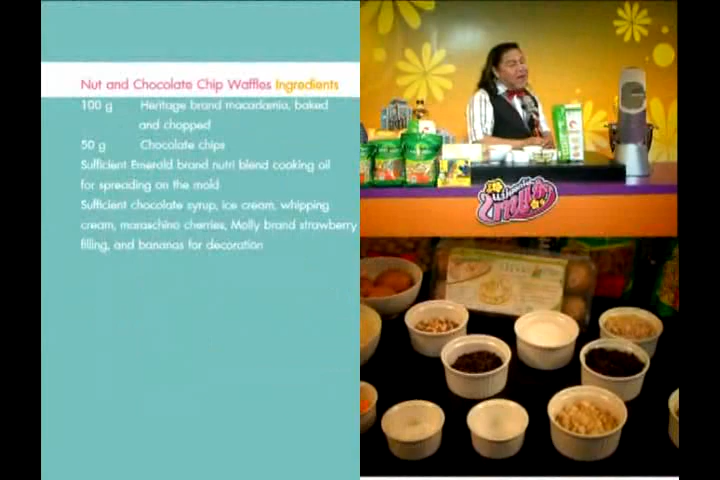 Nut and Chocolate Chip Waffles Ingredients
100 g Heritage brand macadamia, baked
and chopped
50 g Chocolate chips
Sufficient Emerald brand nutri blend cooking oil
for spreading on the mold
Sufficient chocolate syrup, ice cream, whipping
cream, maraschino cherries, Molly brand strawberry
filling, and bananas for decoration